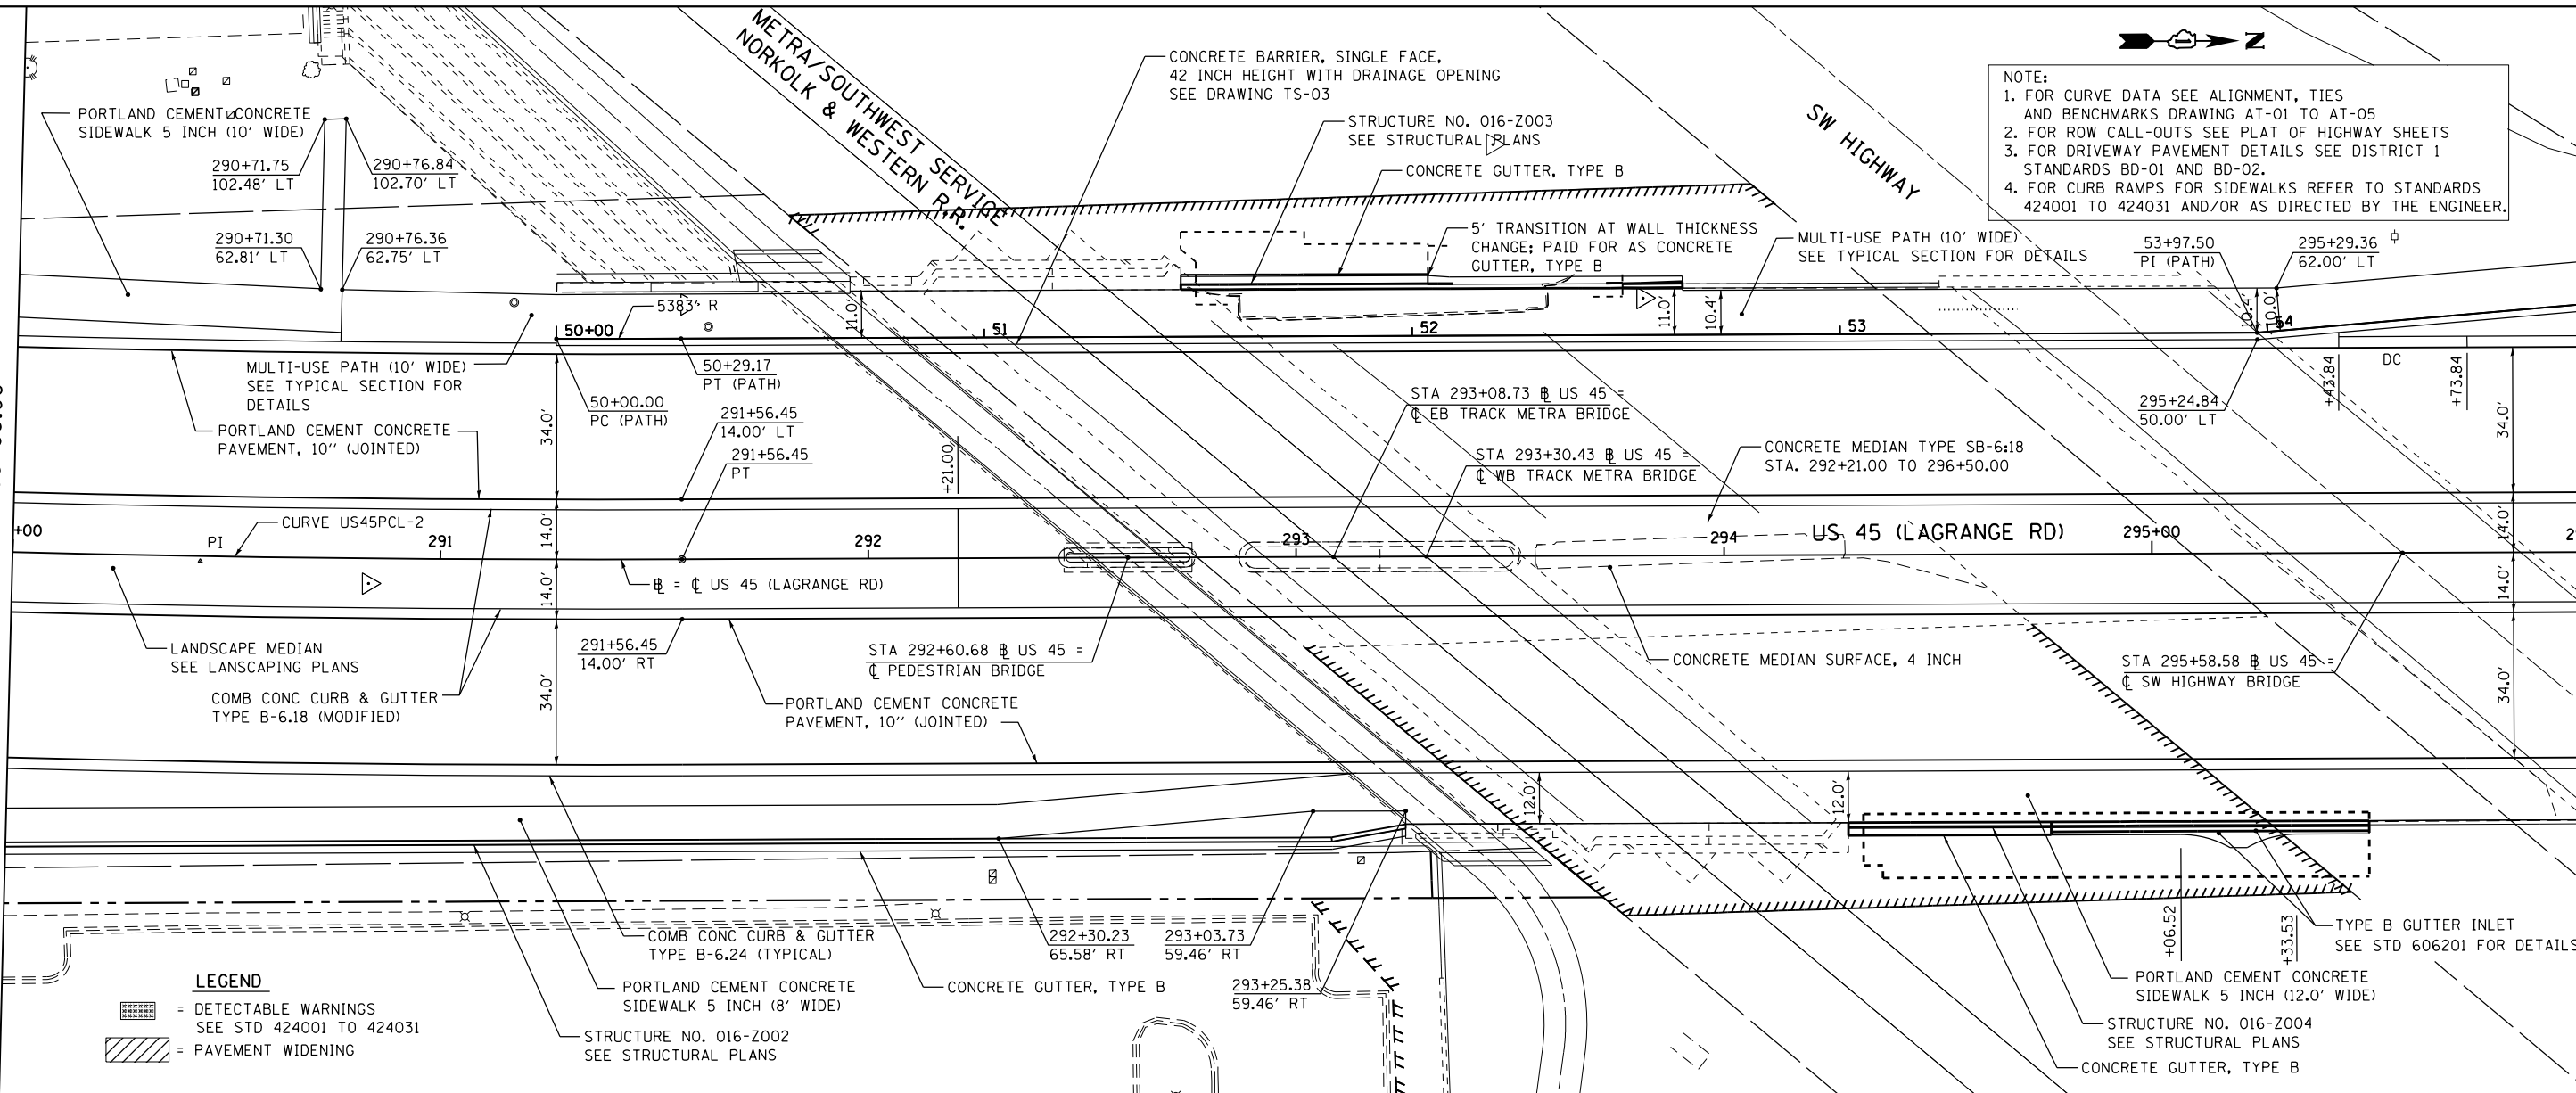 METRA/SOUTHWEST SERVICE
NORKOLK & WESTERN R.R.
SW HIGHWAY
N
NOTE:
1. FOR CURVE DATA SEE ALIGNMENT, TIES
AND BENCHMARKS DRAWING AT-01 TO AT-05
2. FOR ROW CALL-OUTS SEE PLAT OF HIGHWAY SHEETS
3. FOR DRIVEWAY PAVEMENT DETAILS SEE DISTRICT 1
STANDARDS BD-01 AND BD-02.
4. FOR CURB RAMPS FOR SIDEWALKS REFER TO STANDARDS
424001 TO 424031 AND/OR AS DIRECTED BY THE ENGINEER.
CONCRETE BARRIER, SINGLE FACE,
42 INCH HEIGHT WITH DRAINAGE OPENING
SEE DRAWING TS-03
STRUCTURE NO. 016-Z003
SEE STRUCTURAL PLANS
CONCRETE GUTTER, TYPE B
5' TRANSITION AT WALL THICKNESS
CHANGE; PAID FOR AS CONCRETE
GUTTER, TYPE B
MULTI-USE PATH (10' WIDE)
SEE TYPICAL SECTION FOR DETAILS
53+97.50
PI (PATH)
295+29.36
62.00' LT
PORTLAND CEMENT CONCRETE
SIDEWALK 5 INCH (10' WIDE)
290+71.75
102.48' LT
290+76.84
102.70' LT
290+71.30
62.81' LT
290+76.36
62.75' LT
5383' R
50+00
51
52
53
54
11.0'
11.0'
10.4'
10.4'
10.0'
MULTI-USE PATH (10' WIDE)
SEE TYPICAL SECTION FOR
DETAILS
50+29.17
PT (PATH)
50+00.00
PC (PATH)
291+56.45
14.00' LT
291+56.45
PT
PORTLAND CEMENT CONCRETE
PAVEMENT, 10'' (JOINTED)
34.0'
+21.00
STA 293+08.73 BL US 45 =
CL EB TRACK METRA BRIDGE
STA 293+30.43 BL US 45 =
CL WB TRACK METRA BRIDGE
CONCRETE MEDIAN TYPE SB-6:18
STA. 292+21.00 TO 296+50.00
295+24.84
50.00' LT
+43.84
DC
+73.84
34.0'
+00
PI
CURVE US45PCL-2
291
292
293
294
US 45 (LAGRANGE RD)
295+00
14.0'
14.0'
14.0'
14.0'
BL = CL US 45 (LAGRANGE RD)
LANDSCAPE MEDIAN
SEE LANSCAPING PLANS
291+56.45
14.00' RT
STA 292+60.68 BL US 45 =
CL PEDESTRIAN BRIDGE
CONCRETE MEDIAN SURFACE, 4 INCH
STA 295+58.58 BL US 45 =
CL SW HIGHWAY BRIDGE
COMB CONC CURB & GUTTER
TYPE B-6.18 (MODIFIED)
34.0'
34.0'
PORTLAND CEMENT CONCRETE
PAVEMENT, 10'' (JOINTED)
12.0'
12.0'
COMB CONC CURB & GUTTER
TYPE B-6.24 (TYPICAL)
292+30.23
65.58' RT
293+03.73
59.46' RT
293+25.38
59.46' RT
+06.52
+33.53
TYPE B GUTTER INLET
SEE STD 606201 FOR DETAILS
PORTLAND CEMENT CONCRETE
SIDEWALK 5 INCH (12.0' WIDE)
PORTLAND CEMENT CONCRETE
SIDEWALK 5 INCH (8' WIDE)
CONCRETE GUTTER, TYPE B
STRUCTURE NO. 016-Z004
SEE STRUCTURAL PLANS
STRUCTURE NO. 016-Z002
SEE STRUCTURAL PLANS
CONCRETE GUTTER, TYPE B
LEGEND
= DETECTABLE WARNINGS
SEE STD 424001 TO 424031
= PAVEMENT WIDENING